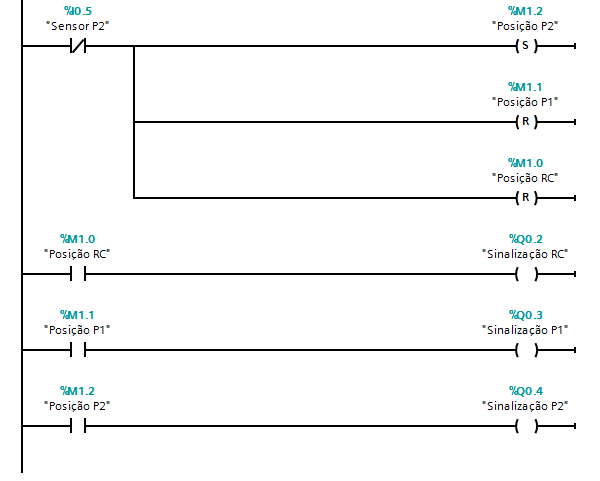 %I0.5
"Sensor P2"
%M1.2
"Posição P2"
S
%M1.1
"Posição P1"
R
%M1.0
"Posição RC"
R
%M1.0
"Posição RC"
%Q0.2
"Sinalização RC"
%M1.1
"Posição P1"
%Q0.3
"Sinalização P1"
%M1.2
"Posição P2"
%Q0.4
"Sinalização P2"